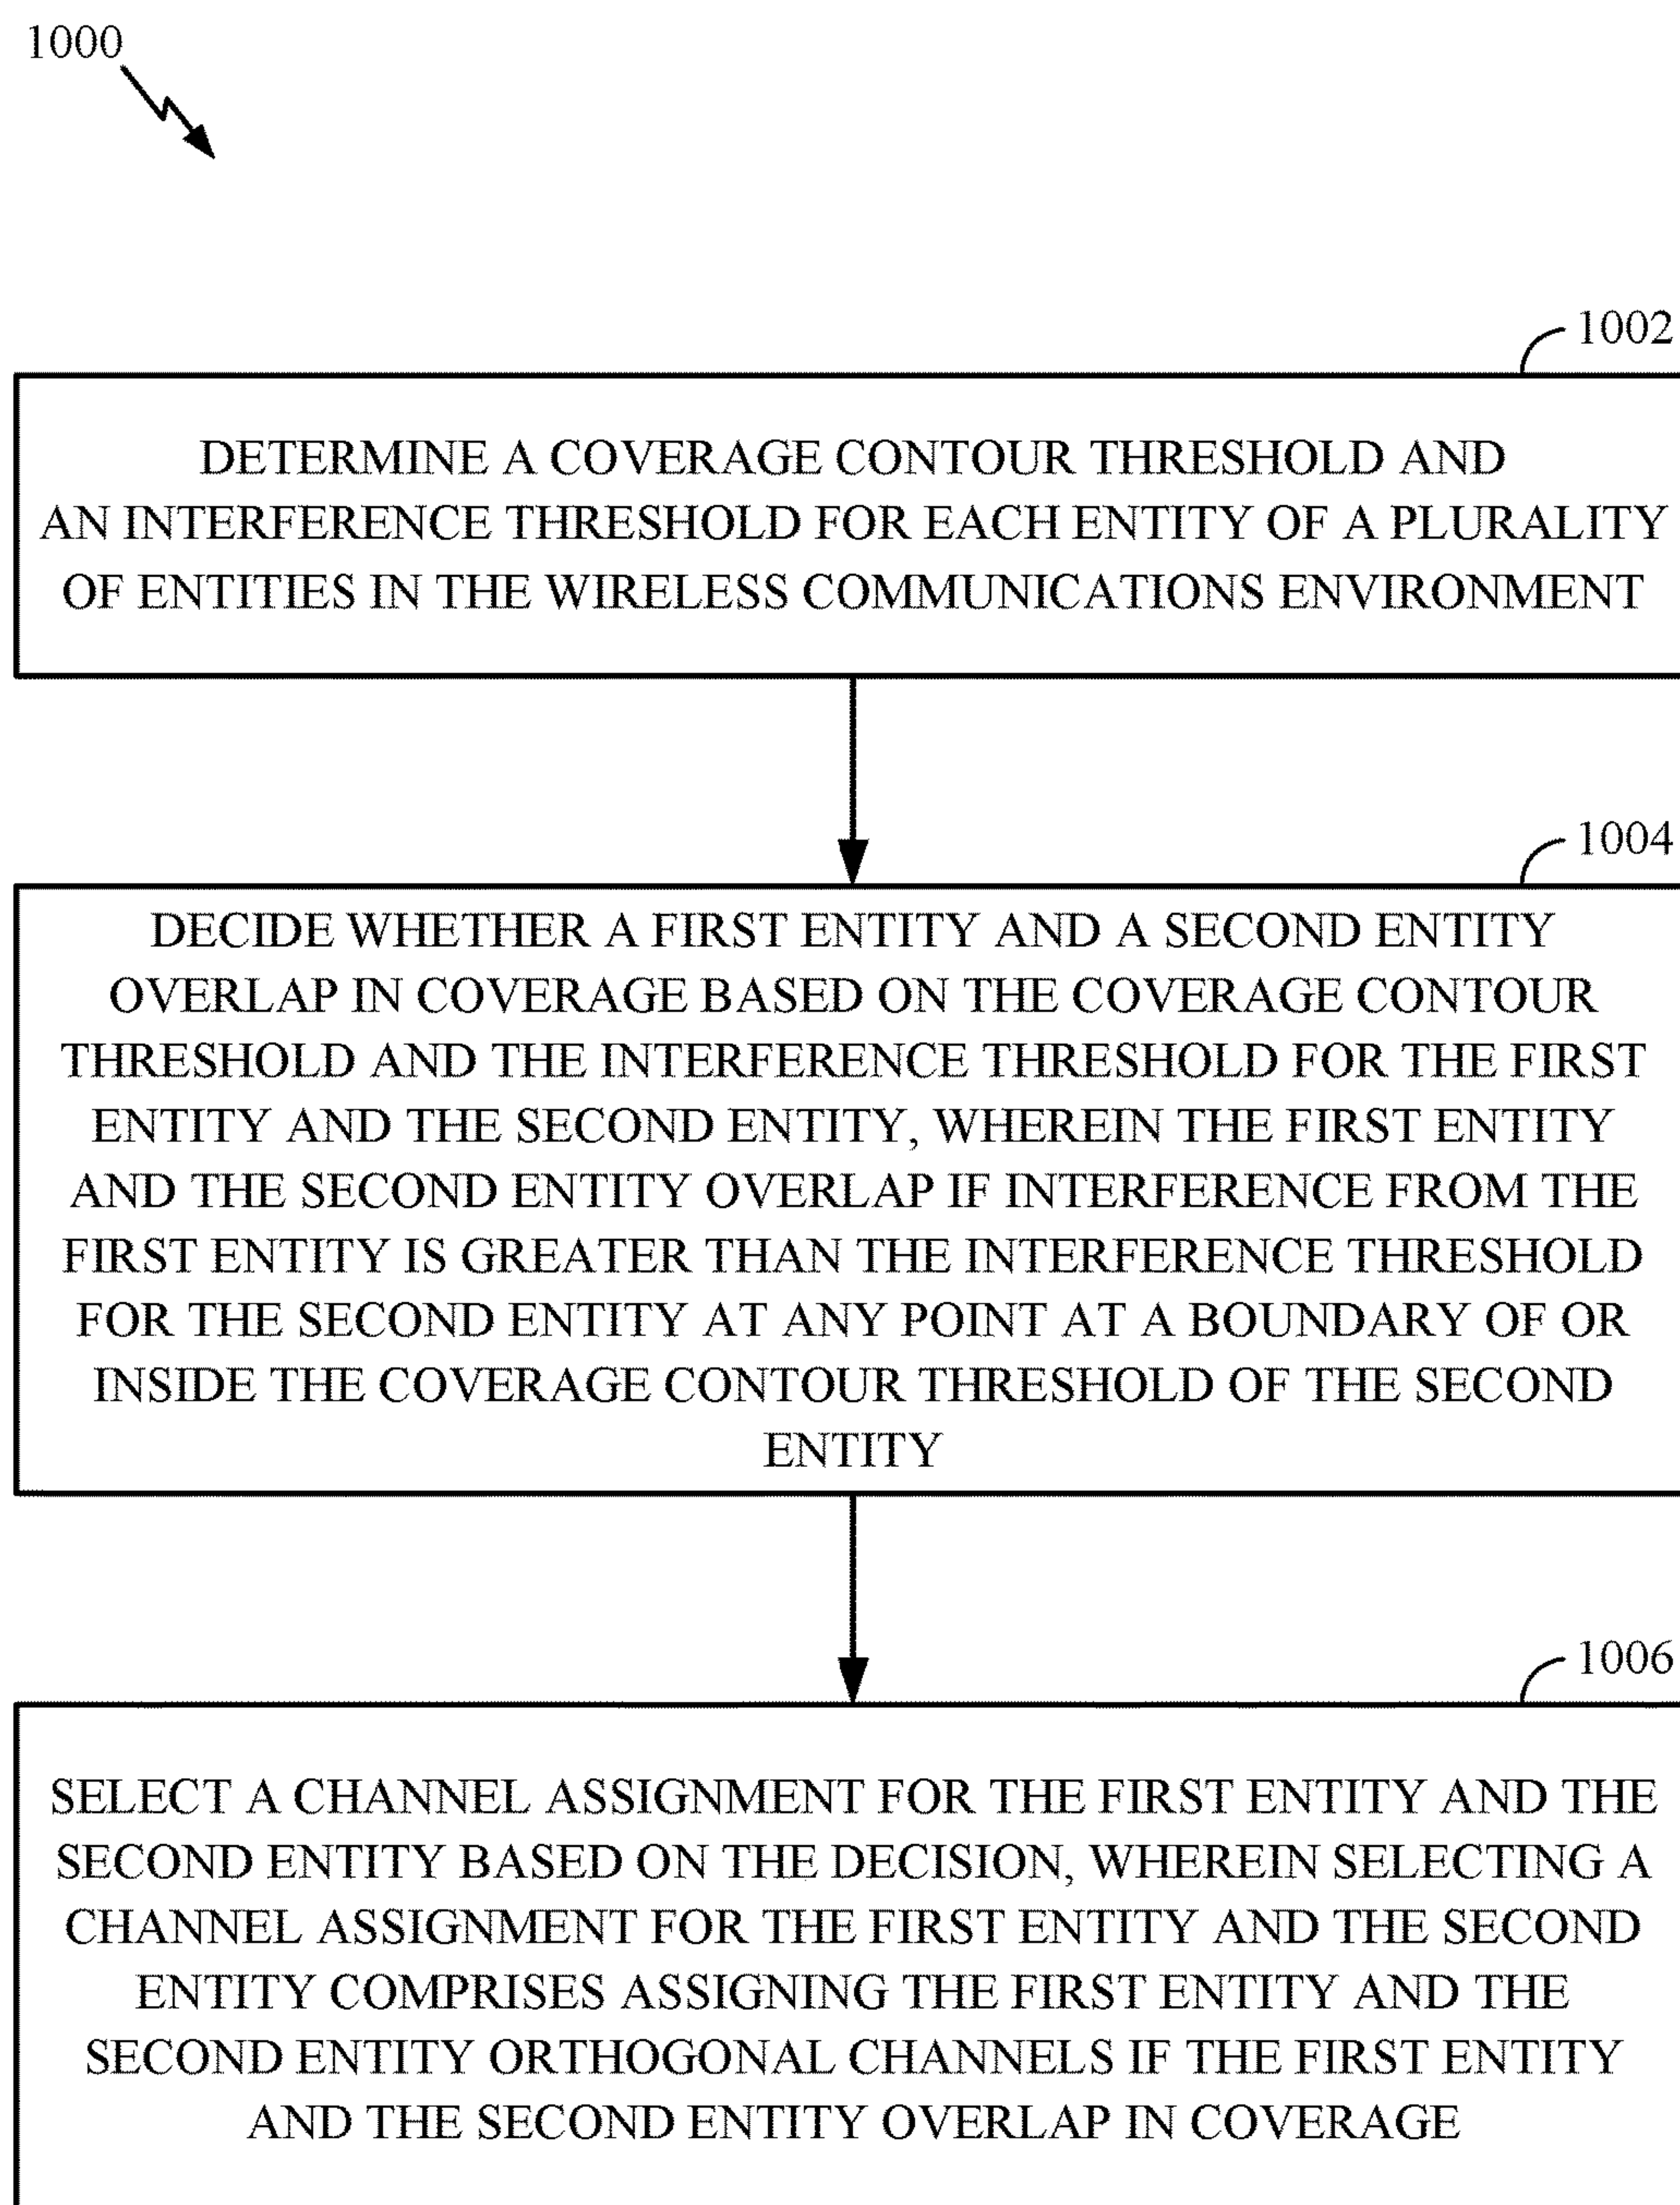 1000
1002
DETERMINE A COVERAGE CONTOUR THRESHOLD AND
AN INTERFERENCE THRESHOLD FOR EACH ENTITY OF A PLURALITY
OF ENTITIES IN THE WIRELESS COMMUNICATIONS ENVIRONMENT
1004
DECIDE WHETHER A FIRST ENTITY AND A SECOND ENTITY
OVERLAP IN COVERAGE BASED ON THE COVERAGE CONTOUR
THRESHOLD AND THE INTERFERENCE THRESHOLD FOR THE FIRST
ENTITY AND THE SECOND ENTITY, WHEREIN THE FIRST ENTITY
AND THE SECOND ENTITY OVERLAP IF INTERFERENCE FROM THE
FIRST ENTITY IS GREATER THAN THE INTERFERENCE THRESHOLD
FOR THE SECOND ENTITY AT ANY POINT AT A BOUNDARY OF OR
INSIDE THE COVERAGE CONTOUR THRESHOLD OF THE SECOND
ENTITY
1006
SELECT A CHANNEL ASSIGNMENT FOR THE FIRST ENTITY AND THE
SECOND ENTITY BASED ON THE DECISION, WHEREIN SELECTING A
CHANNEL ASSIGNMENT FOR THE FIRST ENTITY AND THE SECOND
ENTITY COMPRISES ASSIGNING THE FIRST ENTITY AND THE
SECOND ENTITY ORTHOGONAL CHANNELS IF THE FIRST ENTITY
AND THE SECOND ENTITY OVERLAP IN COVERAGE